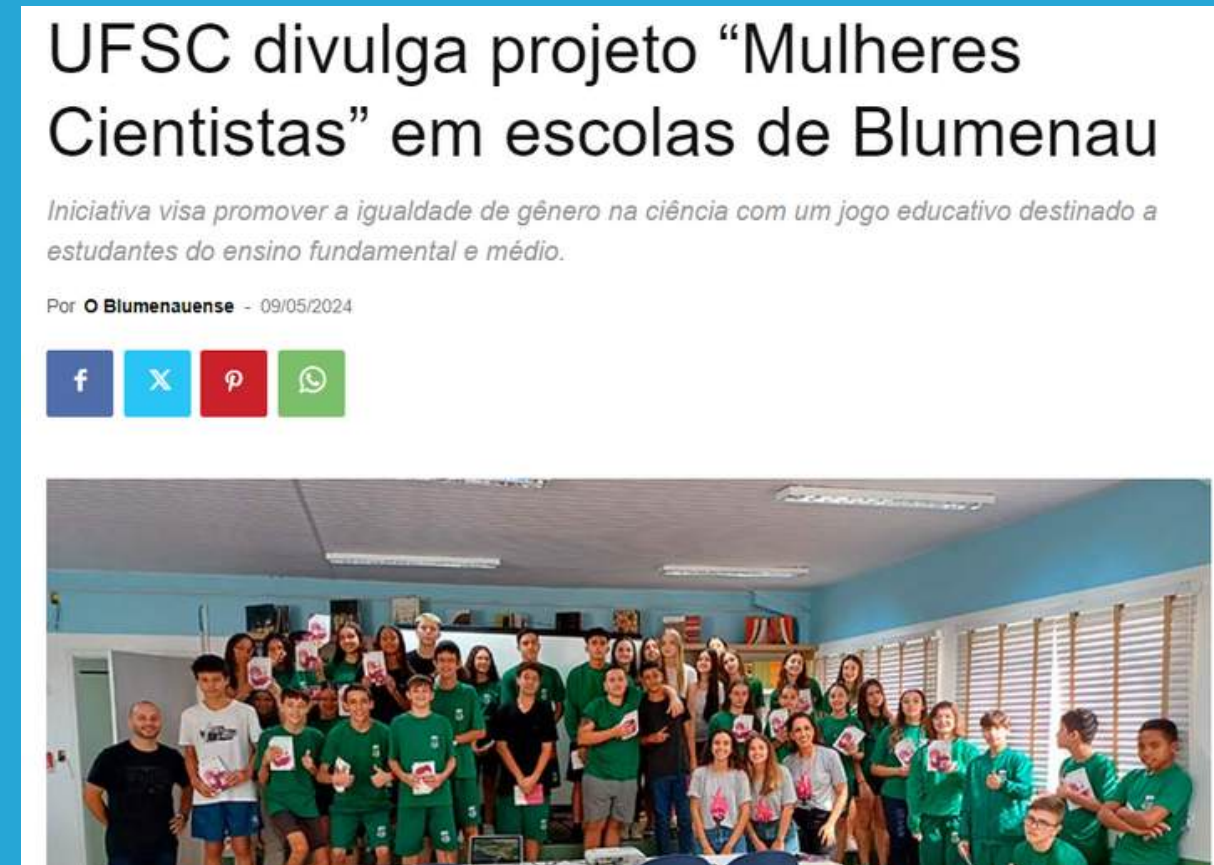 UFSC divulga projeto “Mulheres
Cientistas” em escolas de Blumenau
Iniciativa visa promover a igualdade de gênero na ciência com um jogo educativo destinado a
estudantes do ensino fundamental e médio.
Por O Blumenauense - 09/05/2024